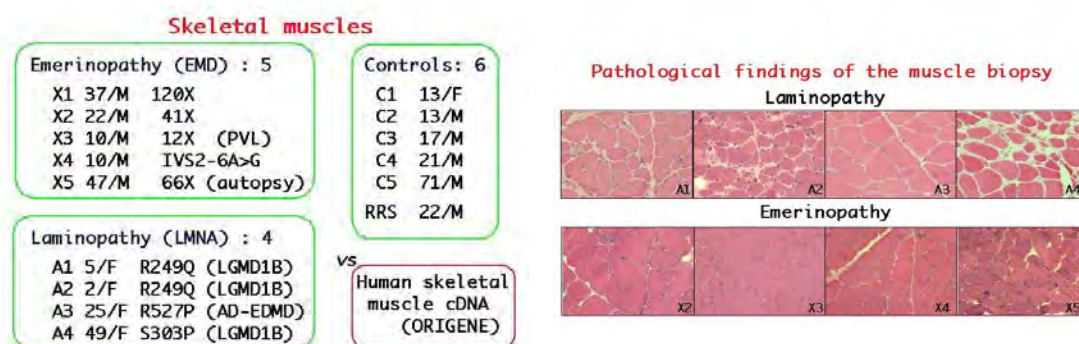 Skeletal muscles
Emerinopathy (EMD) : 5
X1 37/M 120X
X2 22/M 41X
X3 10/M 12X (PVL)
X4 10/M IVS2-6A>G
X5 47/M 66X (autopsy)
Laminopathy (LMNA) : 4
A1 5/F R249Q (LGMD1B)
A2 2/F R249Q (LGMD1B)
A3 25/F R527P (AD-EDMD)
A4 49/F S303P (LGMD1B)
Controls: 6
C1 13/F
C2 13/M
C3 17/M
C4 21/M
C5 71/M
RRS 22/M
vs
Human skeletal
muscle cDNA
(ORIGENE)
Pathological findings of the muscle biopsy
Laminopathy
A1 A2 A3 A4
Emerinopathy
X2 X3 X4 X5